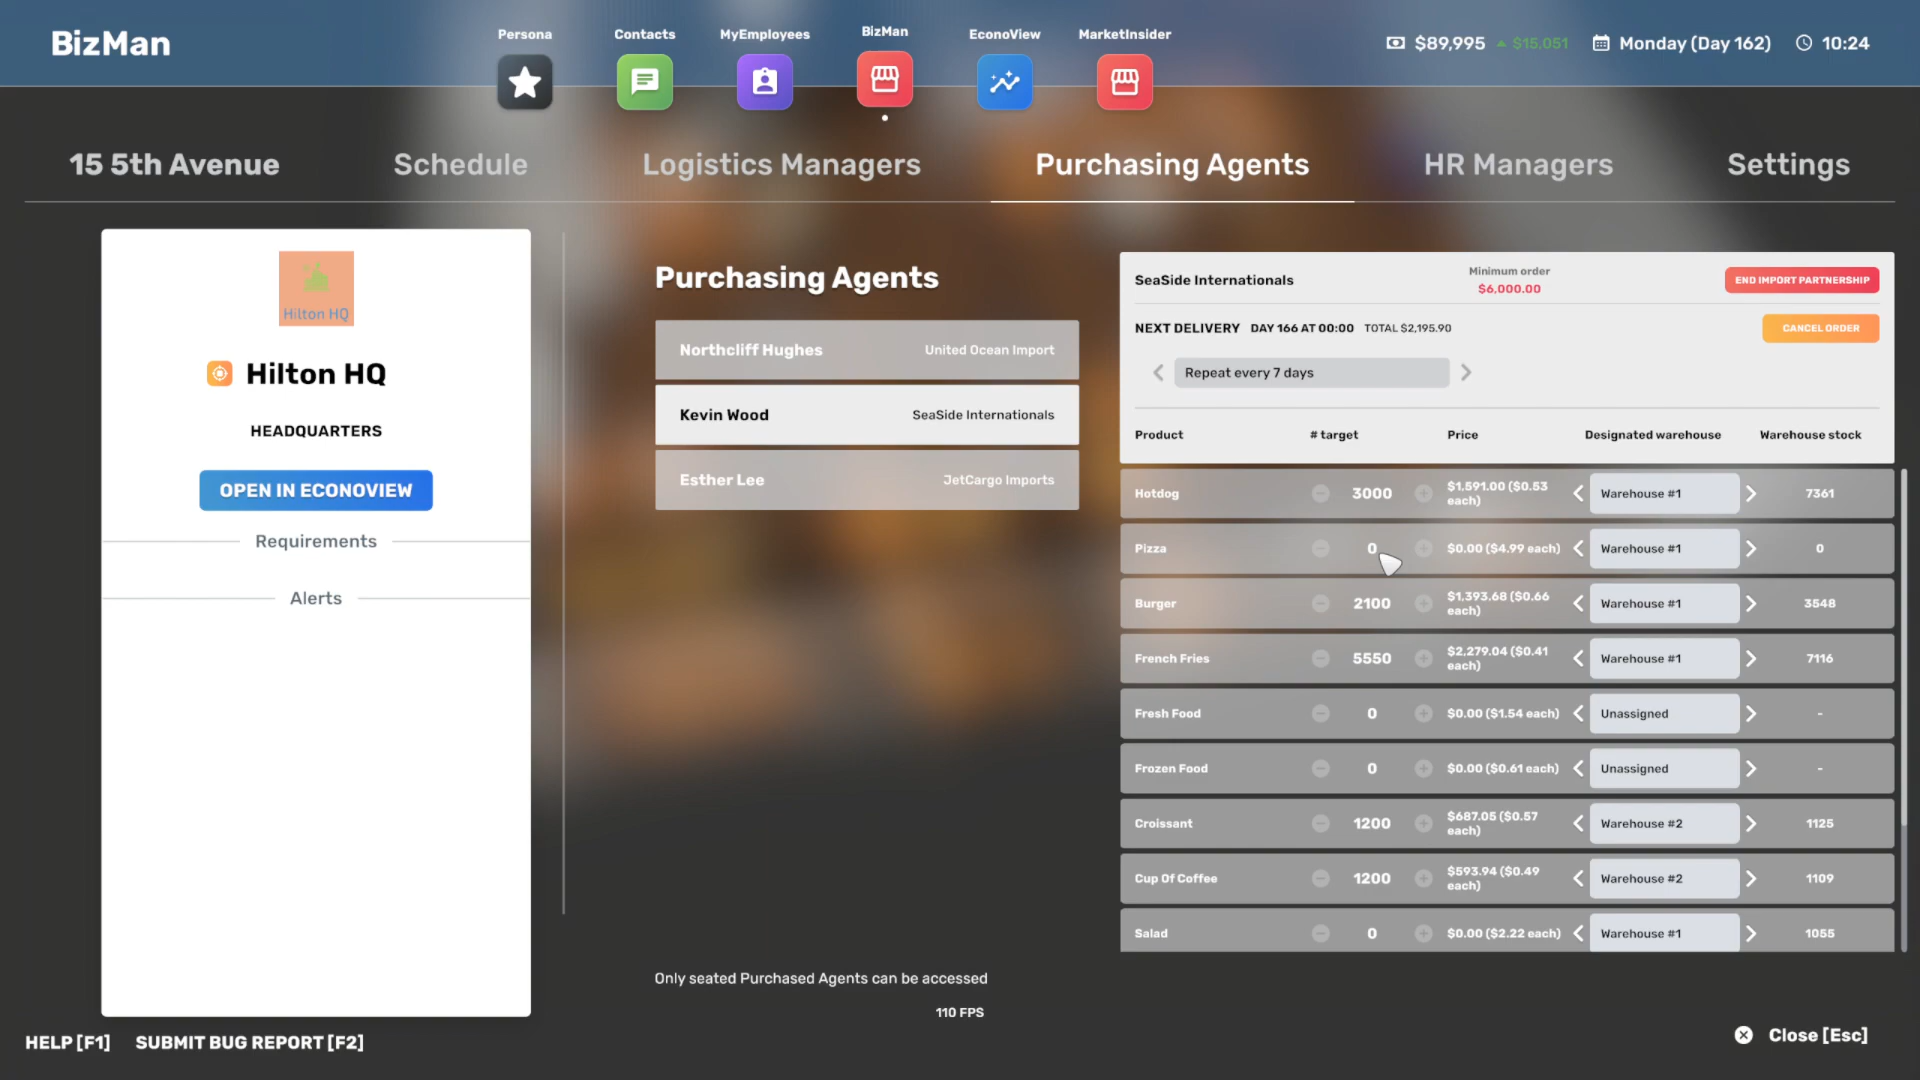 BizMan
Persona
Contacts
MyEmployees
BizMan
EconoView
MarketInsider
$89,995 $15,051 Monday (Day 162) 10:24
15 5th Avenue
Schedule
Logistics Managers
Purchasing Agents
HR Managers
Settings
Hilton HQ
Hilton HQ
HEADQUARTERS
OPEN IN ECONOVIEW
Requirements
Alerts
Purchasing Agents
Northcliff Hughes United Ocean Import
Kevin Wood SeaSide Internationals
Esther Lee JetCargo Imports
Only seated Purchased Agents can be accessed
110 FPS
SeaSide Internationals
Minimum order
$6,000.00
END IMPORT PARTNERSHIP
NEXT DELIVERY DAY 166 AT 00:00 TOTAL $2,195.90
CANCEL ORDER
Repeat every 7 days
Product # target Price Designated warehouse Warehouse stock
Hotdog 3000 $1,591.00 ($0.53 each) Warehouse #1 7361
Pizza 0 $0.00 ($4.99 each) Warehouse #1 0
Burger 2100 $1,393.68 ($0.66 each) Warehouse #1 3548
French Fries 5550 $2,279.04 ($0.41 each) Warehouse #1 7116
Fresh Food 0 $0.00 ($1.54 each) Unassigned -
Frozen Food 0 $0.00 ($0.61 each) Unassigned -
Croissant 1200 $687.05 ($0.57 each) Warehouse #2 1125
Cup Of Coffee 1200 $593.94 ($0.49 each) Warehouse #2 1109
Salad 0 $0.00 ($2.22 each) Warehouse #1 1055
HELP [F1] SUBMIT BUG REPORT [F2]
Close [Esc]